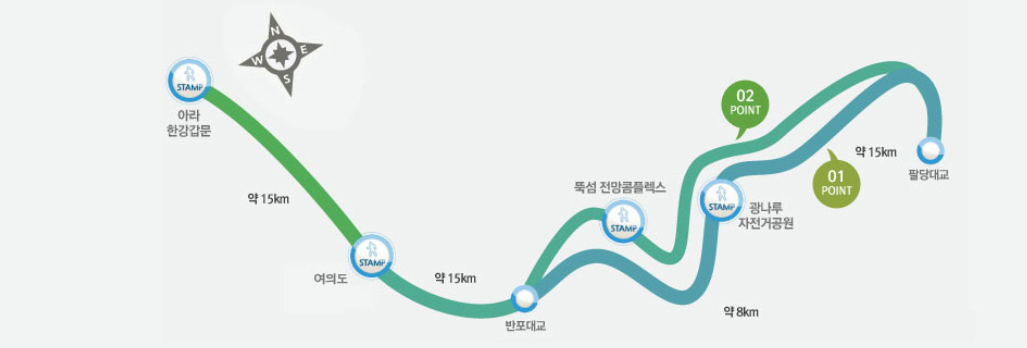 N
W
E
S
STAMP
아라
한강갑문
약 15km
STAMP
여의도
약 15km
반포대교
뚝섬 전망콤플렉스
STAMP
02
POINT
STAMP
광나루
자전거공원
약 8km
약 15km
01
POINT
팔당대교